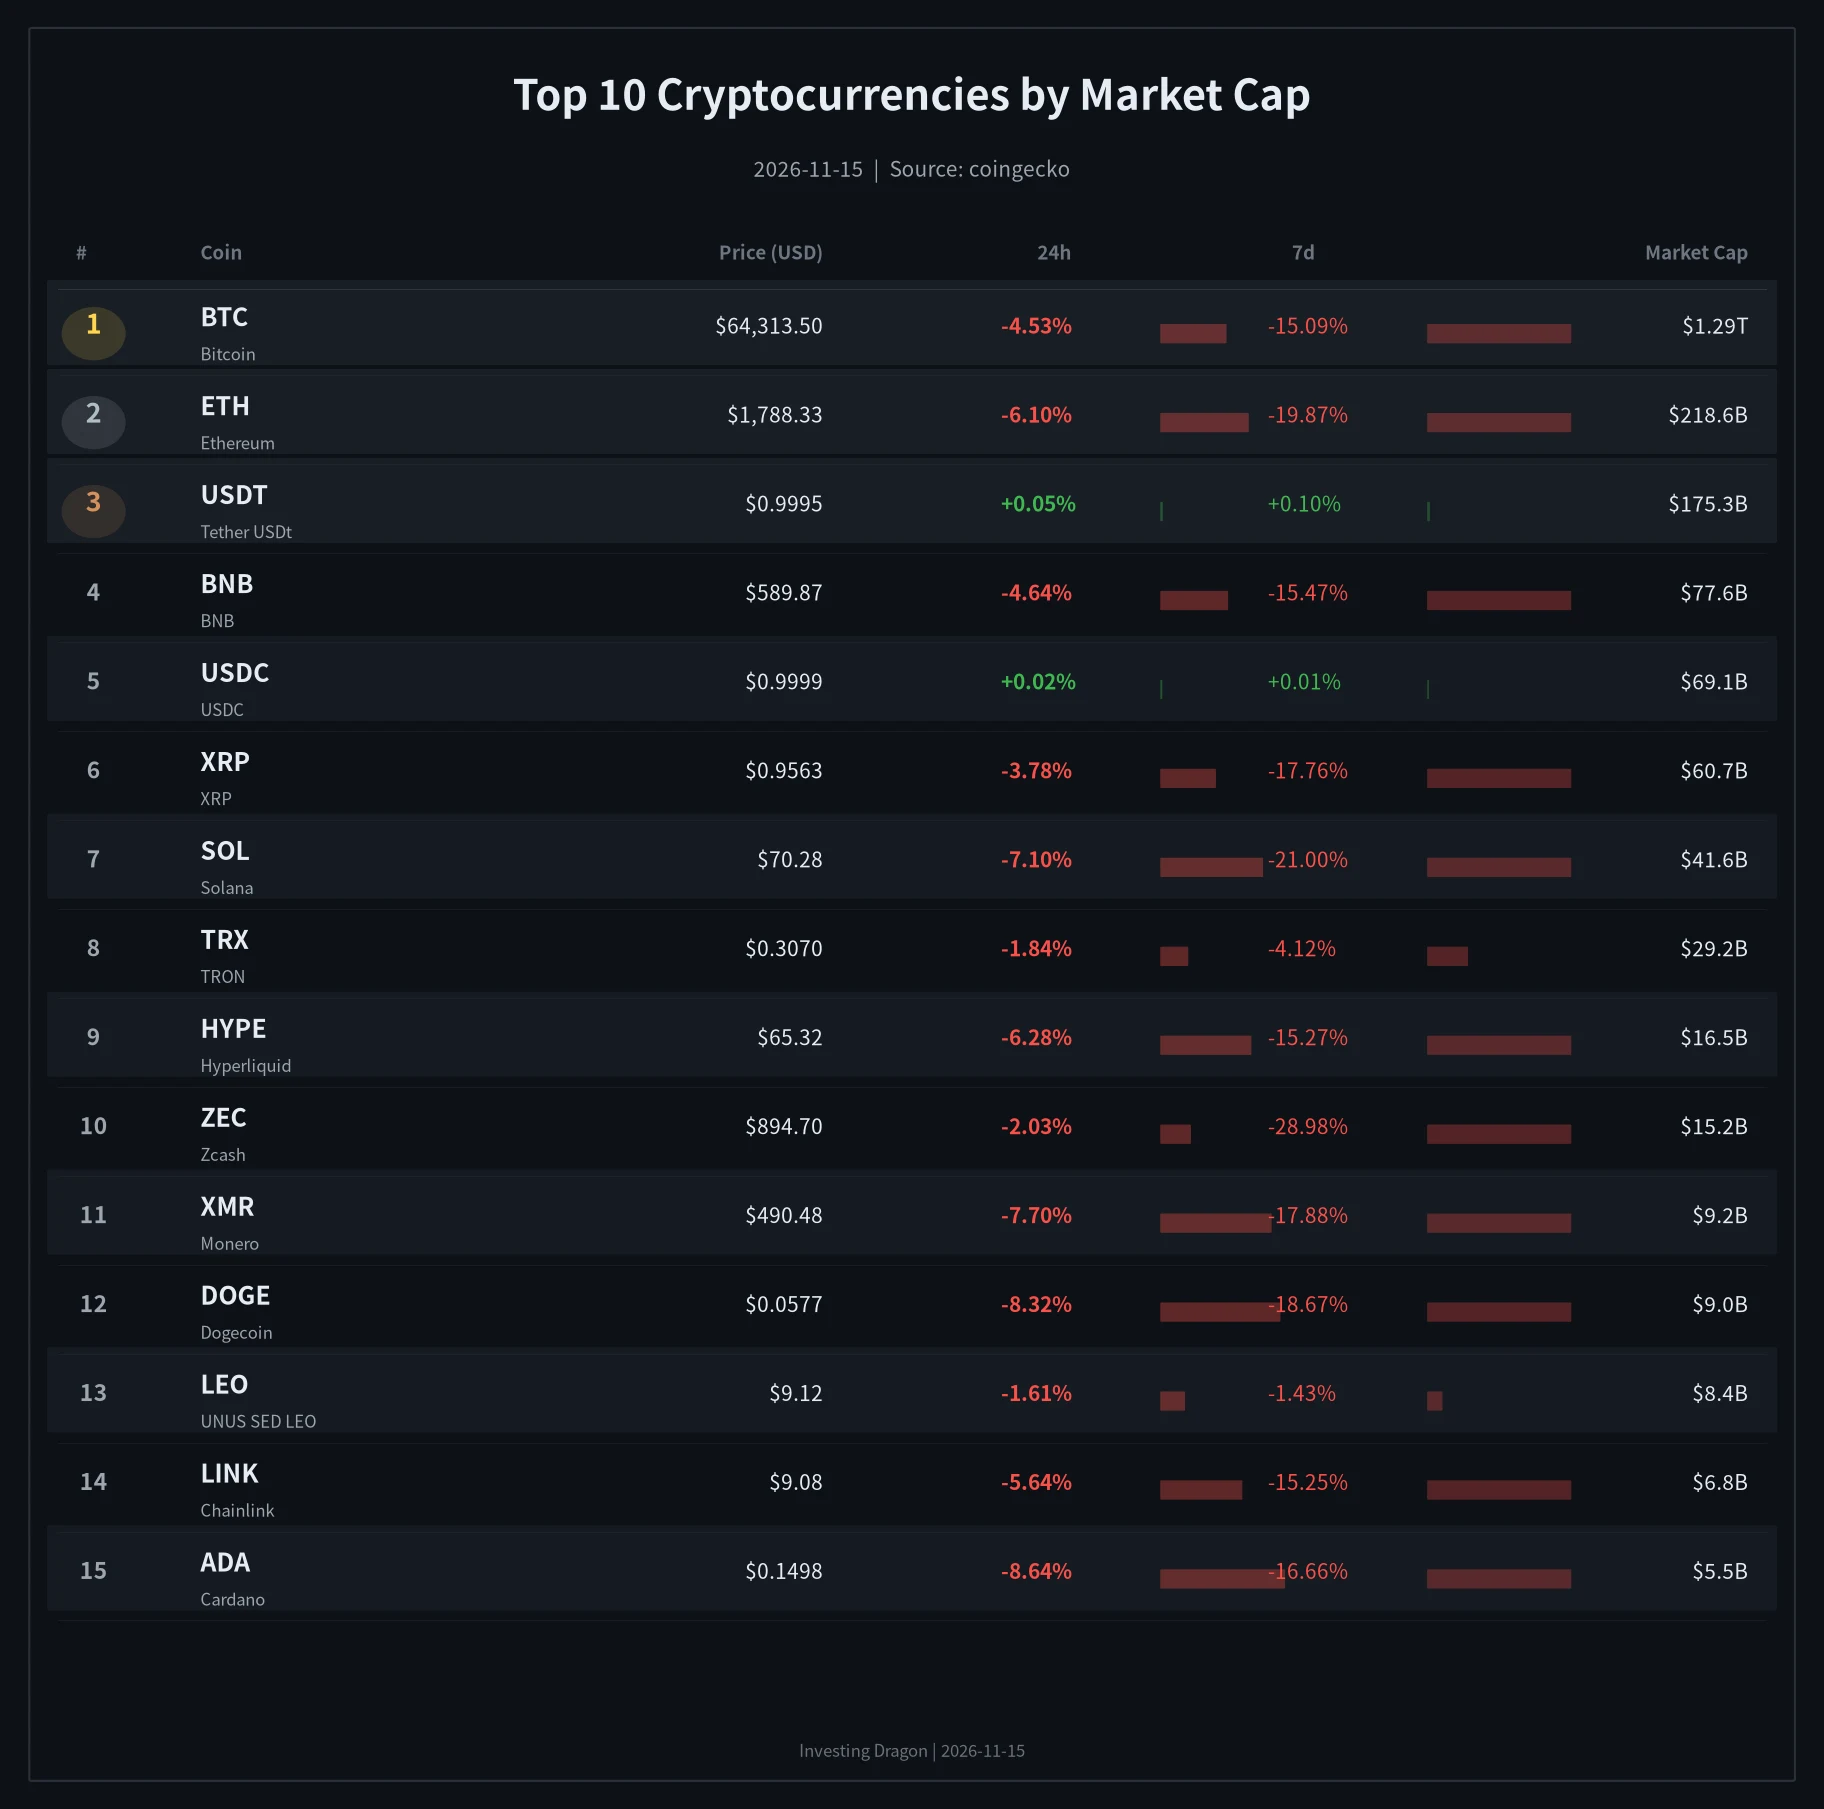 Top 10 Cryptocurrencies by Market Cap
2026-11-15 | Source: coingecko
# Coin Price (USD) 24h 7d Market Cap
1 BTC $64,313.50 -4.53% -15.09% $1.29T
Bitcoin
2 ETH $1,788.33 -6.10% -19.87% $218.6B
Ethereum
3 USDT $0.9995 +0.05% +0.10% $175.3B
Tether USDt
4 BNB $589.87 -4.64% -15.47% $77.6B
BNB
5 USDC $0.9999 +0.02% +0.01% $69.1B
USDC
6 XRP $0.9563 -3.78% -17.76% $60.7B
XRP
7 SOL $70.28 -7.10% -21.00% $41.6B
Solana
8 TRX $0.3070 -1.84% -4.12% $29.2B
TRON
9 HYPE $65.32 -6.28% -15.27% $16.5B
Hyperliquid
10 ZEC $894.70 -2.03% -28.98% $15.2B
Zcash
11 XMR $490.48 -7.70% -17.88% $9.2B
Monero
12 DOGE $0.0577 -8.32% -18.67% $9.0B
Dogecoin
13 LEO $9.12 -1.61% -1.43% $8.4B
UNUS SED LEO
14 LINK $9.08 -5.64% -15.25% $6.8B
Chainlink
15 ADA $0.1498 -8.64% -16.66% $5.5B
Cardano
Investing Dragon | 2026-11-15